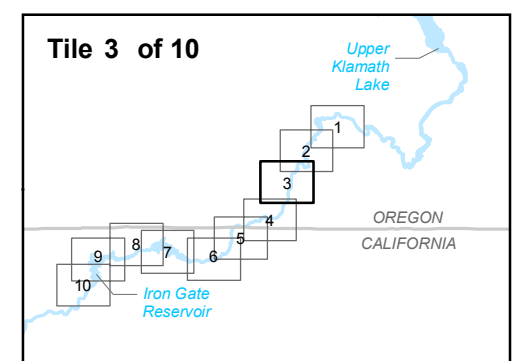 Tile 3 of 10
Upper
Klamath
Lake
1
2
3
4
OREGON
5
CALIFORNIA
8
7
6
9
10
Iron Gate
Reservoir